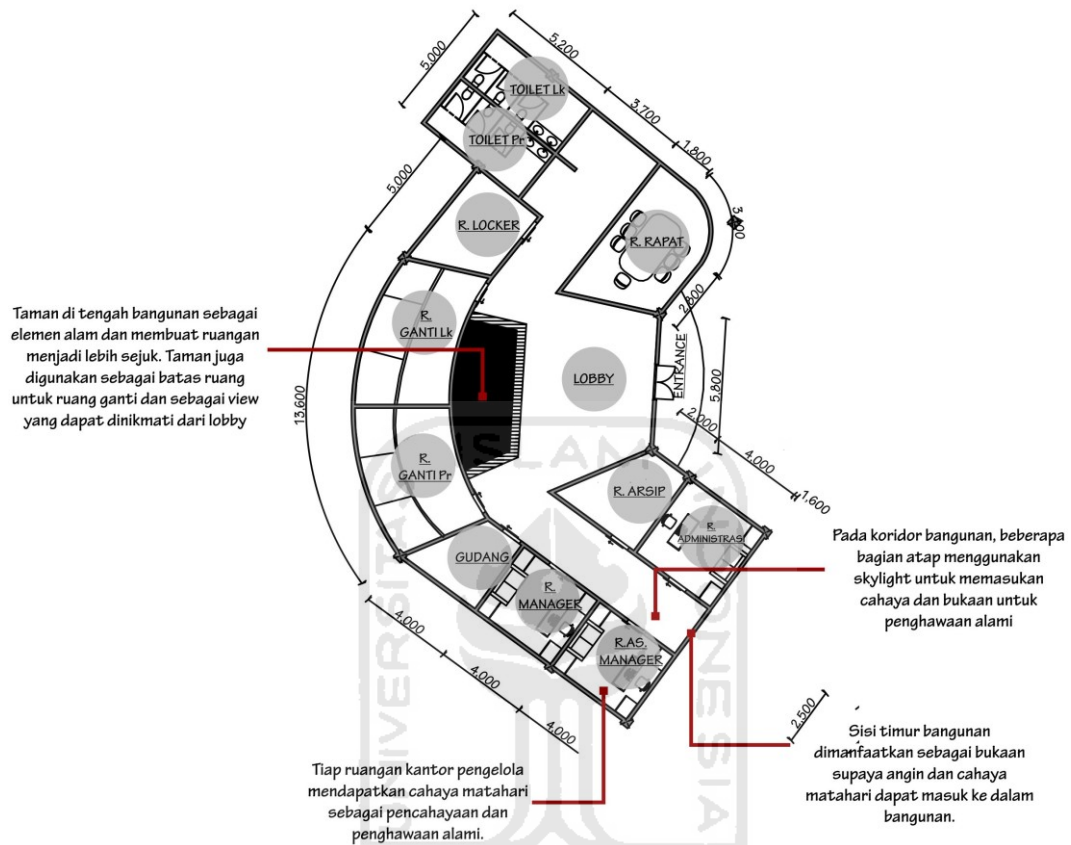 5,200
5,000
3,700
1,800
TOILET Lk
TOILET Pr
5,000
R. LOCKER
R. RAPAT
2,800
R.
GANTI Lk
LOBBY
ENTRANCE
5,800
13,600
2,000
4,000
1,600
R.
GANTI Pr
R. ARSIP
R.
ADMINISTRASI
GUDANG
R.
MANAGER
R.AS.
MANAGER
4,000
4,000
4,000
2,500
Taman di tengah bangunan sebagai
elemen alam dan membuat ruangan
menjadi lebih sejuk. Taman juga
digunakan sebagai batas ruang
untuk ruang ganti dan sebagai view
yang dapat dinikmati dari lobby
Pada koridor bangunan, beberapa
bagian atap menggunakan
skylight untuk memasukan
cahaya dan bukaan untuk
penghawaan alami
Sisi timur bangunan
dimanfaatkan sebagai bukaan
supaya angin dan cahaya
matahari dapat masuk ke dalam
bangunan.
Tiap ruangan kantor pengelola
mendapatkan cahaya matahari
sebagai pencahayaan dan
penghawaan alami.
UNIVERSITAS ISLAM INDONESIA